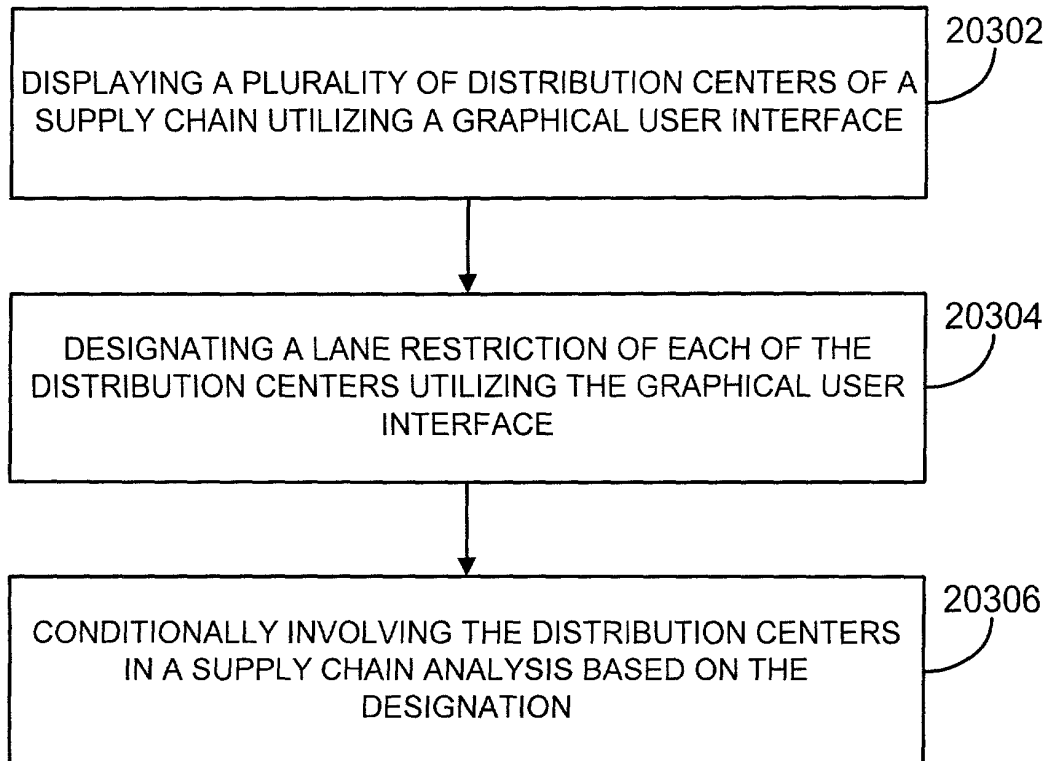 20302
DISPLAYING A PLURALITY OF DISTRIBUTION CENTERS OF A
SUPPLY CHAIN UTILIZING A GRAPHICAL USER INTERFACE
20304
DESIGNATING A LANE RESTRICTION OF EACH OF THE
DISTRIBUTION CENTERS UTILIZING THE GRAPHICAL USER
INTERFACE
20306
CONDITIONALLY INVOLVING THE DISTRIBUTION CENTERS
IN A SUPPLY CHAIN ANALYSIS BASED ON THE
DESIGNATION